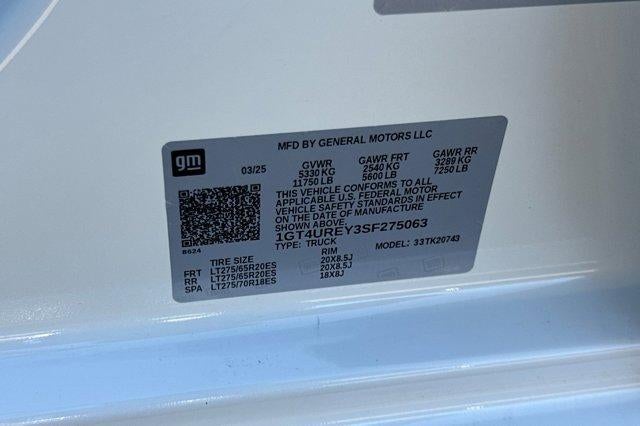 MFD BY GENERAL MOTORS LLC
gm
03/25 GVWR GAWR FRT GAWR RR
5330 KG 2540 KG 3289 KG
11750 LB 5600 LB 7250 LB
THIS VEHICLE CONFORMS TO ALL
APPLICABLE U.S. FEDERAL MOTOR
VEHICLE SAFETY STANDARDS IN EFFECT
ON THE DATE OF MANUFACTURE
SHOWN ABOVE.
1GT4UREY3SF275063
8624
TYPE: TRUCK MODEL: 33TK20743
TIRE SIZE RIM
FRT LT275/65R20ES 20X8.5J
RR LT275/65R20ES 20X8.5J
SPA LT275/70R18ES 18X8J